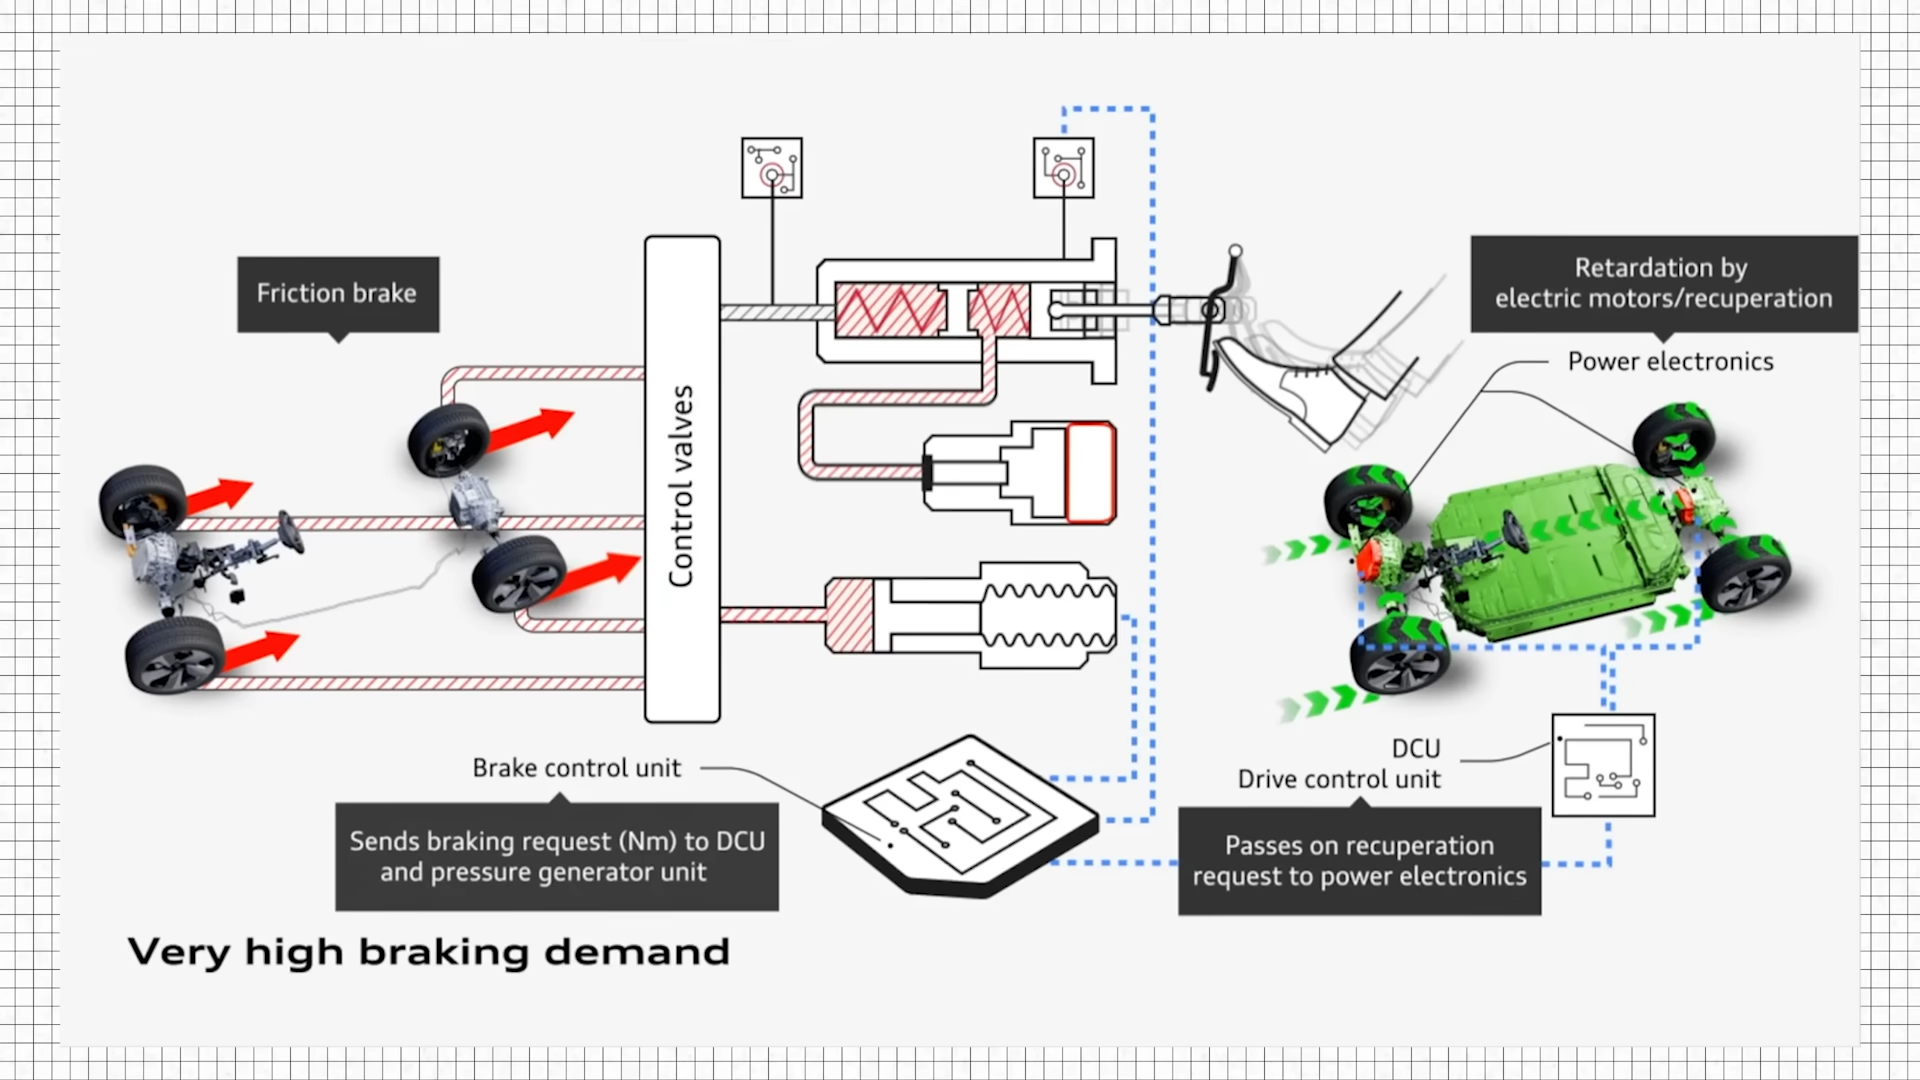 Friction brake
Retardation by
electric motors/recuperation
Power electronics
Control valves
Brake control unit
Sends braking request (Nm) to DCU
and pressure generator unit
DCU
Drive control unit
Passes on recuperation
request to power electronics
Very high braking demand